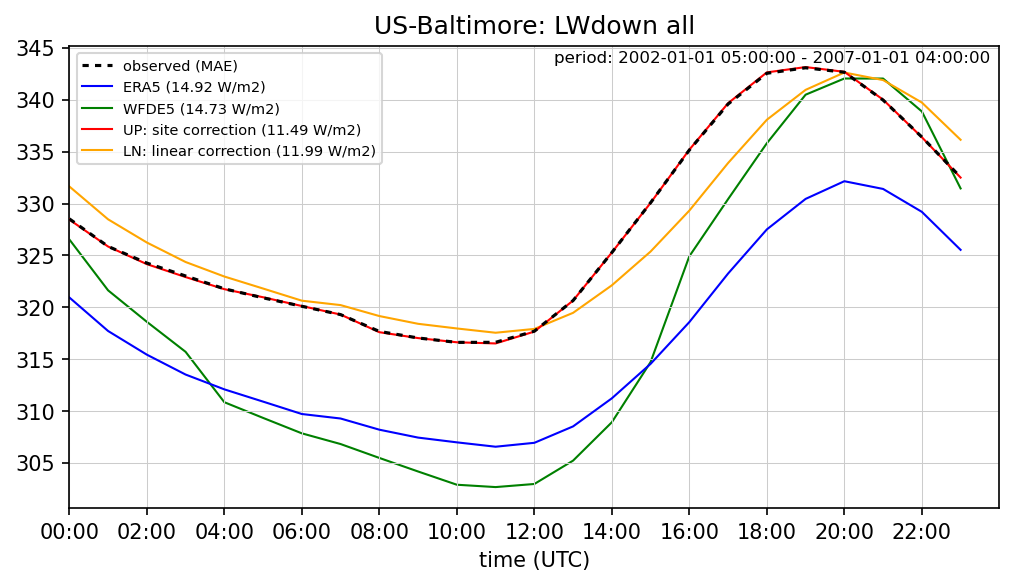 US-Baltimore: LWdown all
period: 2002-01-01 05:00:00 - 2007-01-01 04:00:00
observed (MAE)
ERA5 (14.92 W/m2)
WFDE5 (14.73 W/m2)
UP: site correction (11.49 W/m2)
LN: linear correction (11.99 W/m2)
345
340
335
330
325
320
315
310
305
00:00 02:00 04:00 06:00 08:00 10:00 12:00 14:00 16:00 18:00 20:00 22:00
time (UTC)